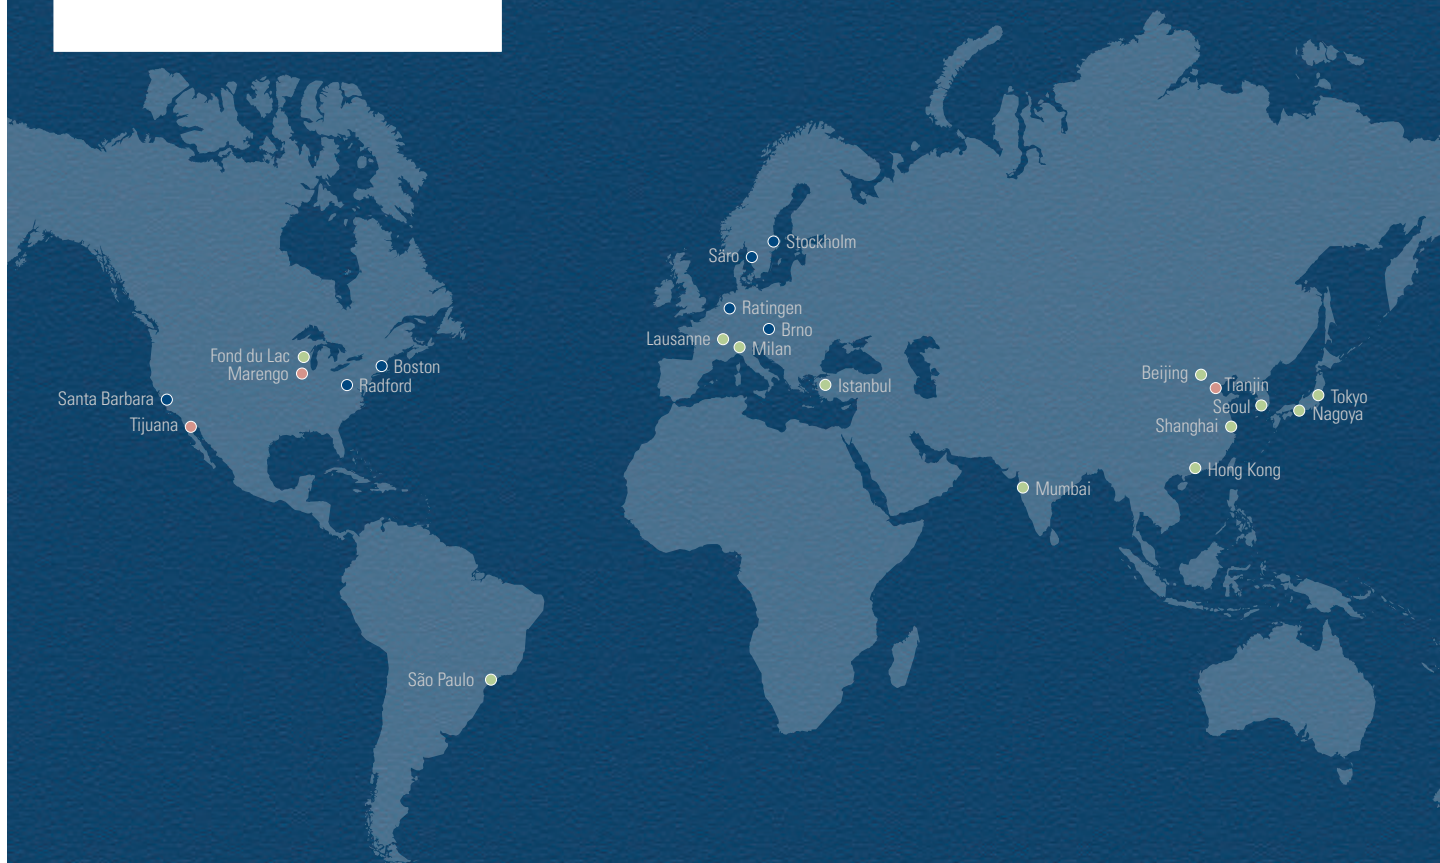 Stockholm
Säro
Ratingen
Brno
Lausanne
Milan
Fond du Lac
Boston
Marengo
Radford
Santa Barbara
Tijuana
Istanbul
Beijing
Tianjin
Seoul
Tokyo
Nagoya
Shanghai
Hong Kong
Mumbai
São Paulo